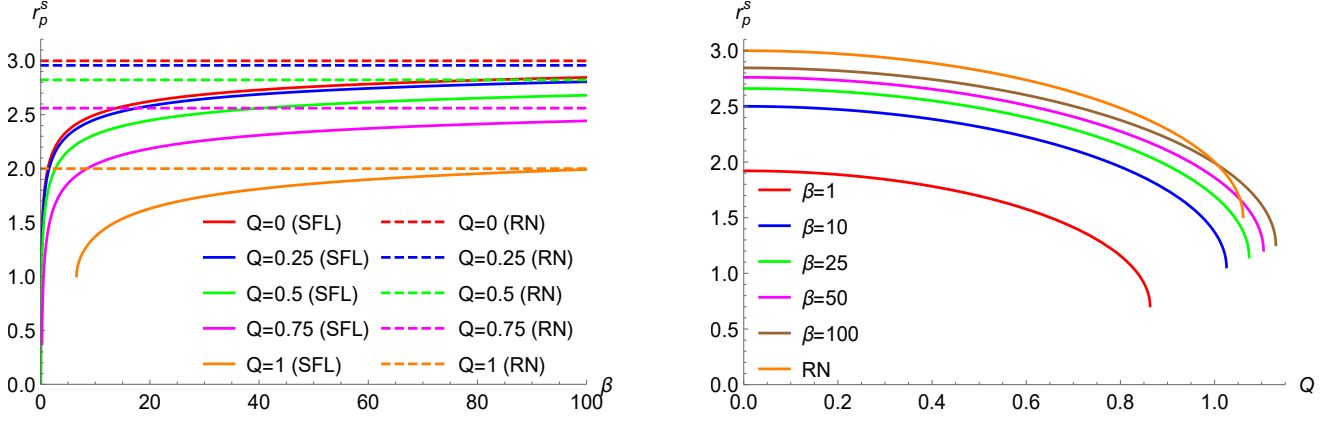 r_p^s
3.0
2.5
2.0
1.5
1.0
0.5
0.0
0 20 40 60 80 100
β
Q=0 (SFL) Q=0 (RN)
Q=0.25 (SFL) Q=0.25 (RN)
Q=0.5 (SFL) Q=0.5 (RN)
Q=0.75 (SFL) Q=0.75 (RN)
Q=1 (SFL) Q=1 (RN)
r_p^s
3.0
2.5
2.0
1.5
1.0
0.5
0.0
0.0 0.2 0.4 0.6 0.8 1.0
Q
β=1
β=10
β=25
β=50
β=100
RN